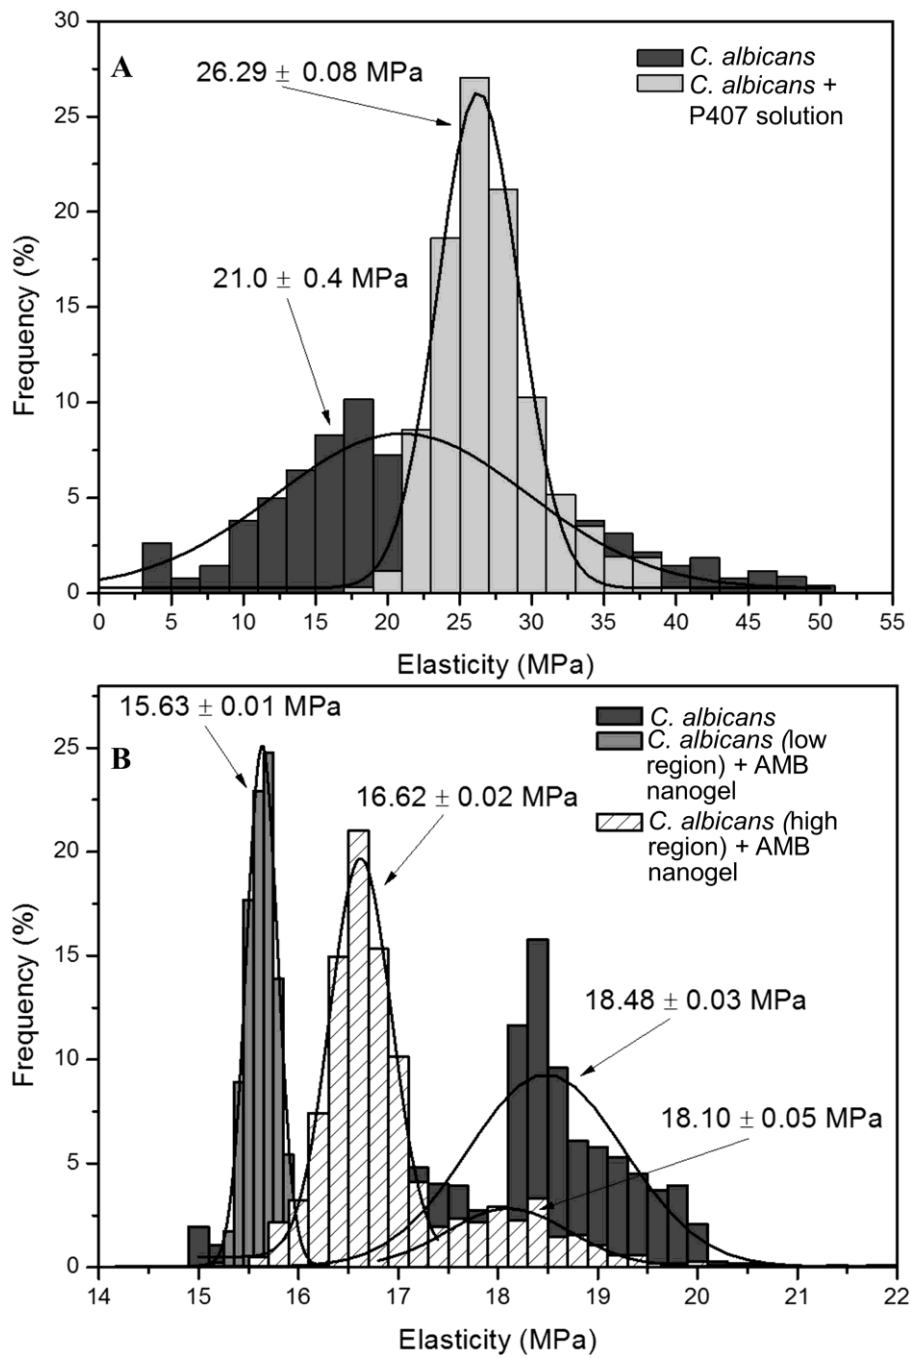 A
26.29 ± 0.08 MPa
21.0 ± 0.4 MPa
C. albicans
C. albicans +
P407 solution
30
25
20
15
10
5
0
Frequency (%)
0 5 10 15 20 25 30 35 40 45 50 55
Elasticity (MPa)
B
15.63 ± 0.01 MPa
16.62 ± 0.02 MPa
18.48 ± 0.03 MPa
18.10 ± 0.05 MPa
C. albicans
C. albicans (low
region) + AMB
nanogel
C. albicans (high
region) + AMB
nanogel
25
20
15
10
5
0
Frequency (%)
14 15 16 17 18 19 20 21 22
Elasticity (MPa)